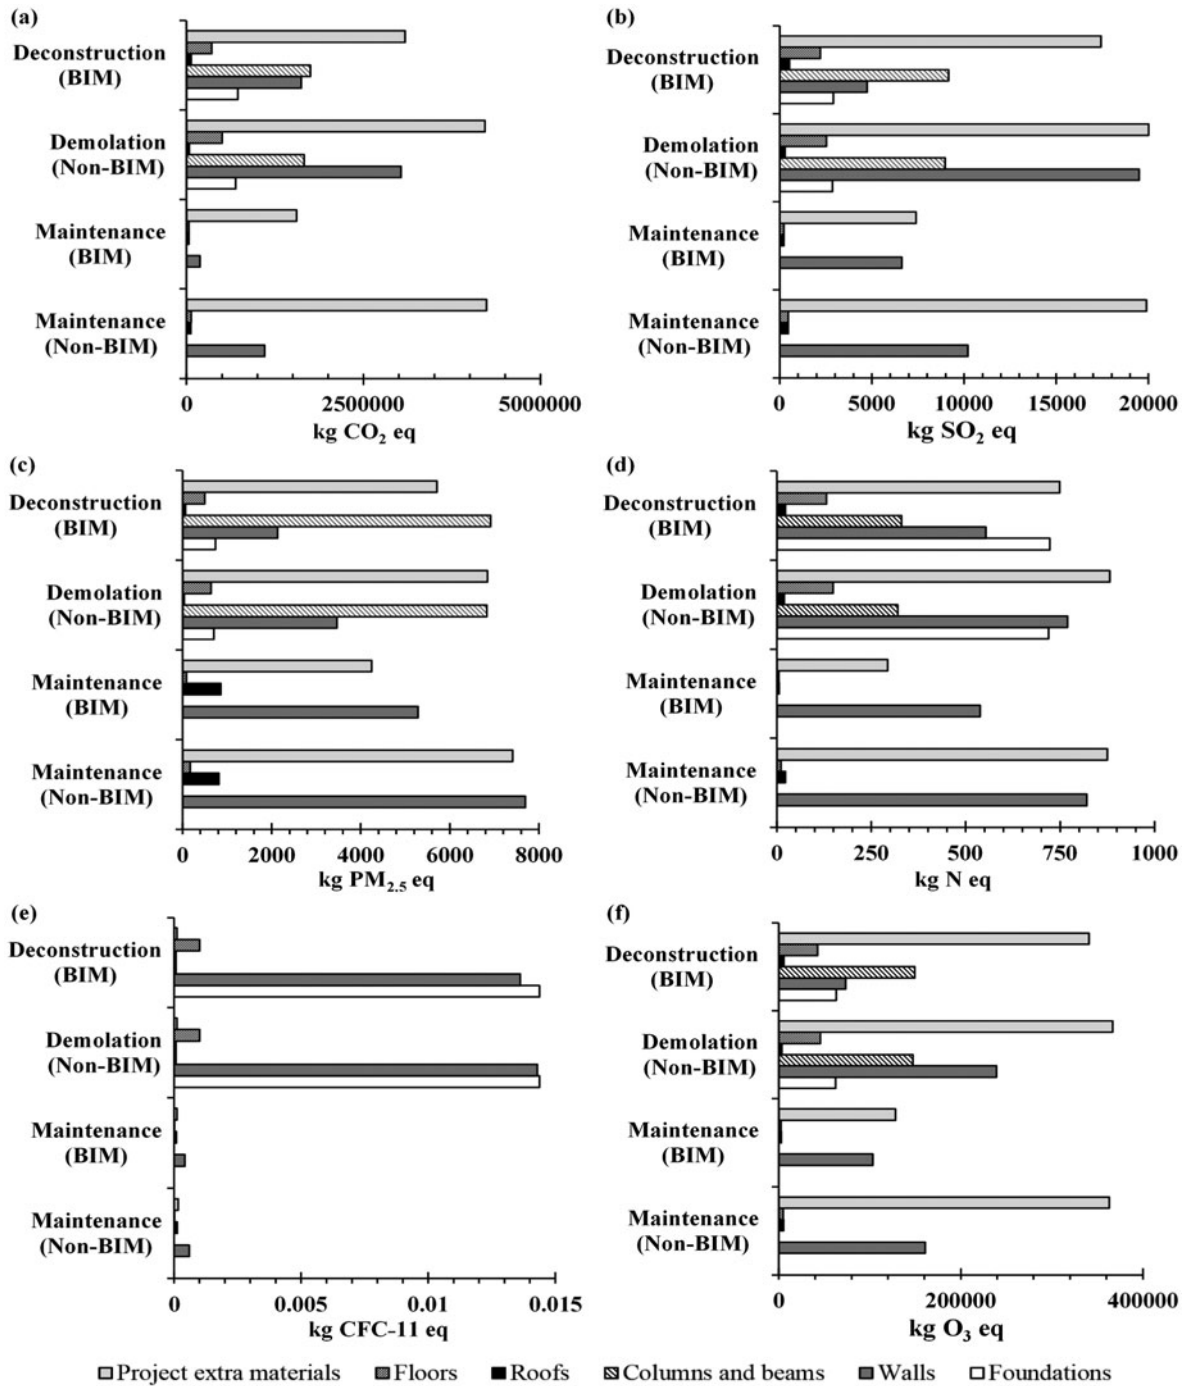 (a)
Deconstruction
(BIM)
Demolation
(Non-BIM)
Maintenance
(BIM)
Maintenance
(Non-BIM)
0 2500000 5000000
kg CO₂ eq
(b)
Deconstruction
(BIM)
Demolation
(Non-BIM)
Maintenance
(BIM)
Maintenance
(Non-BIM)
0 5000 10000 15000 20000
kg SO₂ eq
(c)
Deconstruction
(BIM)
Demolation
(Non-BIM)
Maintenance
(BIM)
Maintenance
(Non-BIM)
0 2000 4000 6000 8000
kg PM₂.₅ eq
(d)
Deconstruction
(BIM)
Demolation
(Non-BIM)
Maintenance
(BIM)
Maintenance
(Non-BIM)
0 250 500 750 1000
kg N eq
(e)
Deconstruction
(BIM)
Demolation
(Non-BIM)
Maintenance
(BIM)
Maintenance
(Non-BIM)
0 0.005 0.01 0.015
kg CFC-11 eq
(f)
Deconstruction
(BIM)
Demolation
(Non-BIM)
Maintenance
(BIM)
Maintenance
(Non-BIM)
0 200000 400000
kg O₃ eq
Project extra materials Floors Roofs Columns and beams Walls Foundations